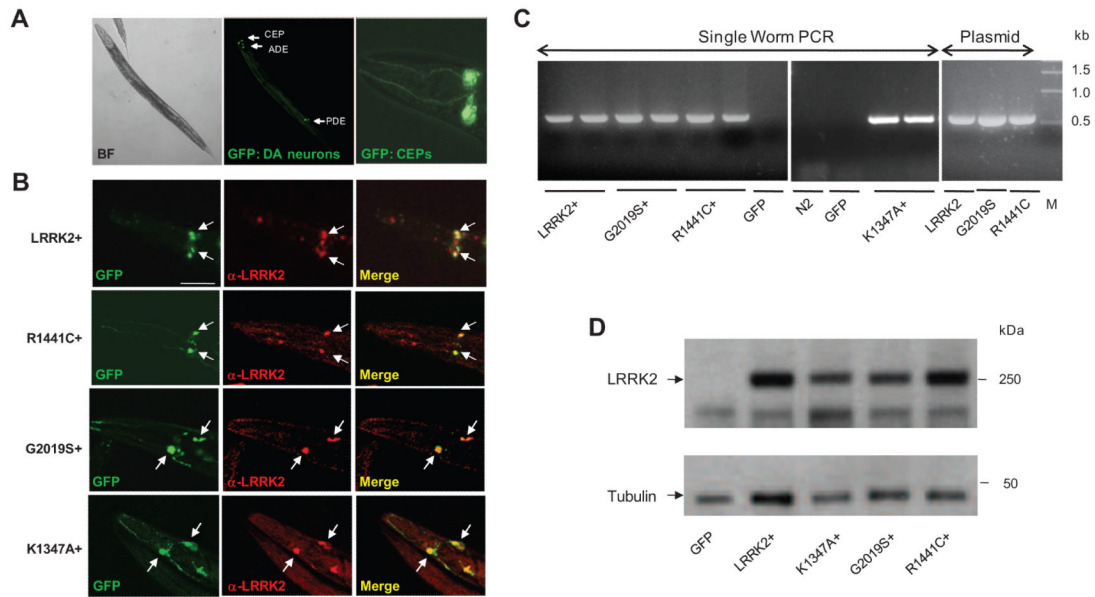 A
BF
CEP
ADE
PDE
GFP: DA neurons
GFP: CEPs
B
LRRK2+
GFP
α-LRRK2
Merge
R1441C+
GFP
α-LRRK2
Merge
G2019S+
GFP
α-LRRK2
Merge
K1347A+
GFP
α-LRRK2
Merge
C
Single Worm PCR
Plasmid
kb
1.5
1.0
0.5
LRRK2+
G2019S+
R1441C+
GFP
N2
GFP
K1347A+
LRRK2
G2019S
R1441C
M
D
kDa
LRRK2
250
Tubulin
50
GFP
LRRK2+
K1347A+
G2019S+
R1441C+